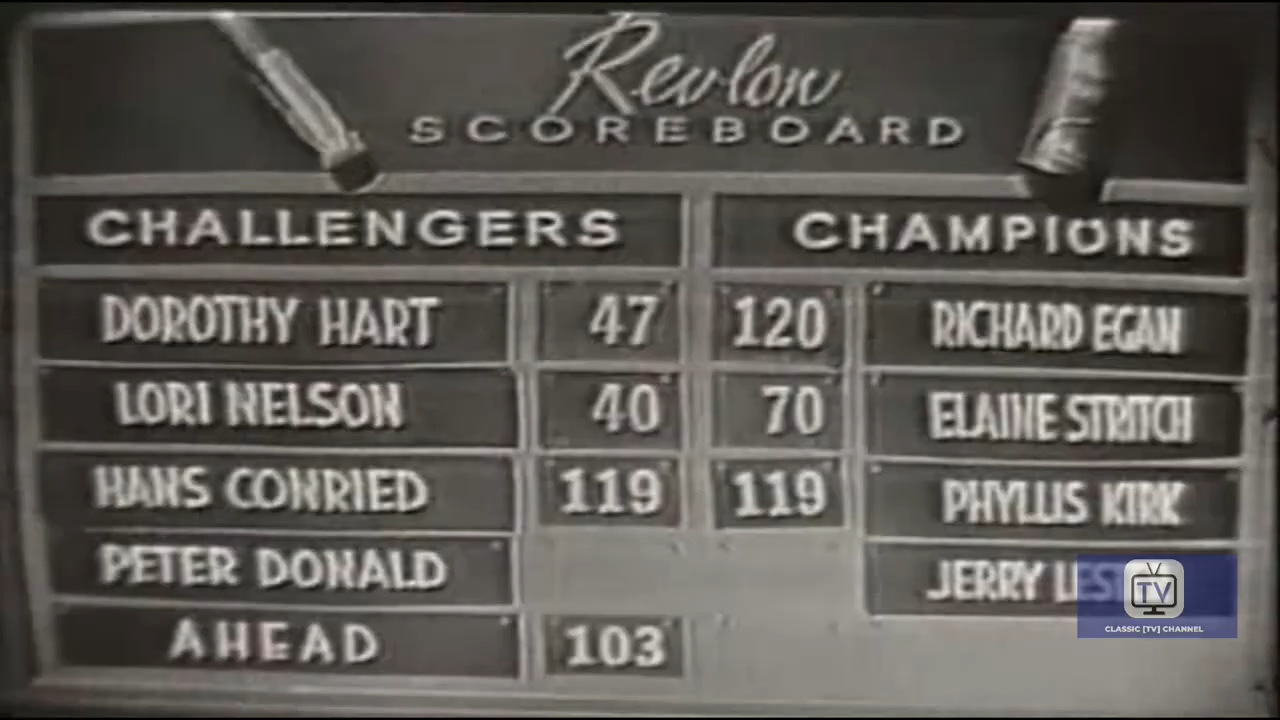 Revlon
SCOREBOARD
CHALLENGERS CHAMPIONS
DOROTHY HART 47 120 RICHARD EGAN
LORI NELSON 40 70 ELAINE STRITCH
HANS CONRIED 119 119 PHYLLIS KIRK
PETER DONALD JERRY
AHEAD 103
TV
CLASSIC [TV] CHANNEL